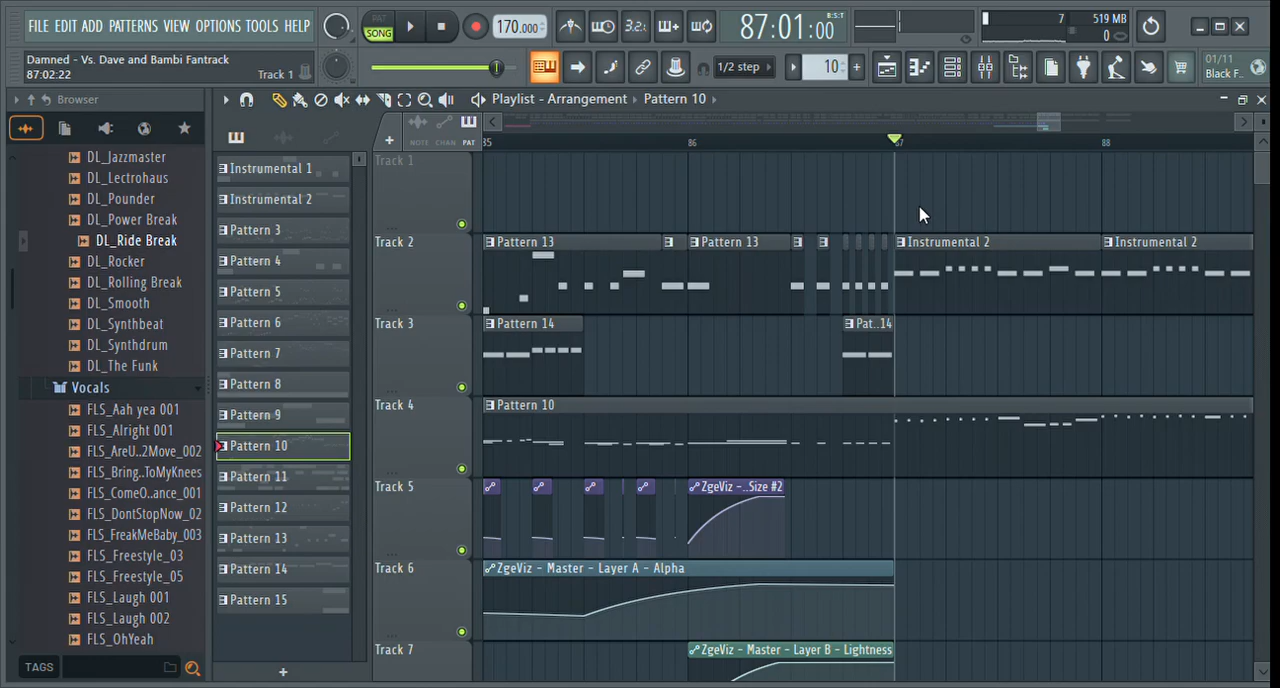 FILE EDIT ADD PATTERNS VIEW OPTIONS TOOLS HELP
PAT
SONG
170.000
3.2.
87:01:00
B:S:T
7
519 MB
0
Damned - Vs. Dave and Bambi Fantrack
87:02:22
Track 1
1/2 step
10
01/11
Black F..
Browser
Playlist - Arrangement
Pattern 10
NOTE
CHAN
PAT
DL_Jazzmaster
DL_Lectrohaus
DL_Pounder
DL_Power Break
DL_Ride Break
DL_Rocker
DL_Rolling Break
DL_Smooth
DL_Synthbeat
DL_Synthdrum
DL_The Funk
Vocals
FLS_Aah yea 001
FLS_Alright 001
FLS_AreU..2Move_002
FLS_Bring..ToMyKnees
FLS_ComeO..ance_001
FLS_DontStopNow_02
FLS_FreakMeBaby_003
FLS_Freestyle_03
FLS_Freestyle_05
FLS_Laugh 001
FLS_Laugh 002
FLS_OhYeah
TAGS
Instrumental 1
Instrumental 2
Pattern 3
Pattern 4
Pattern 5
Pattern 6
Pattern 7
Pattern 8
Pattern 9
Pattern 10
Pattern 11
Pattern 12
Pattern 13
Pattern 14
Pattern 15
85
86
87
88
Track 1
Track 2
Pattern 13
Pattern 13
Instrumental 2
Instrumental 2
Track 3
Pattern 14
Pat..14
Track 4
Pattern 10
Track 5
ZgeViz - ..Size #2
Track 6
ZgeViz - Master - Layer A - Alpha
Track 7
ZgeViz - Master - Layer B - Lightness